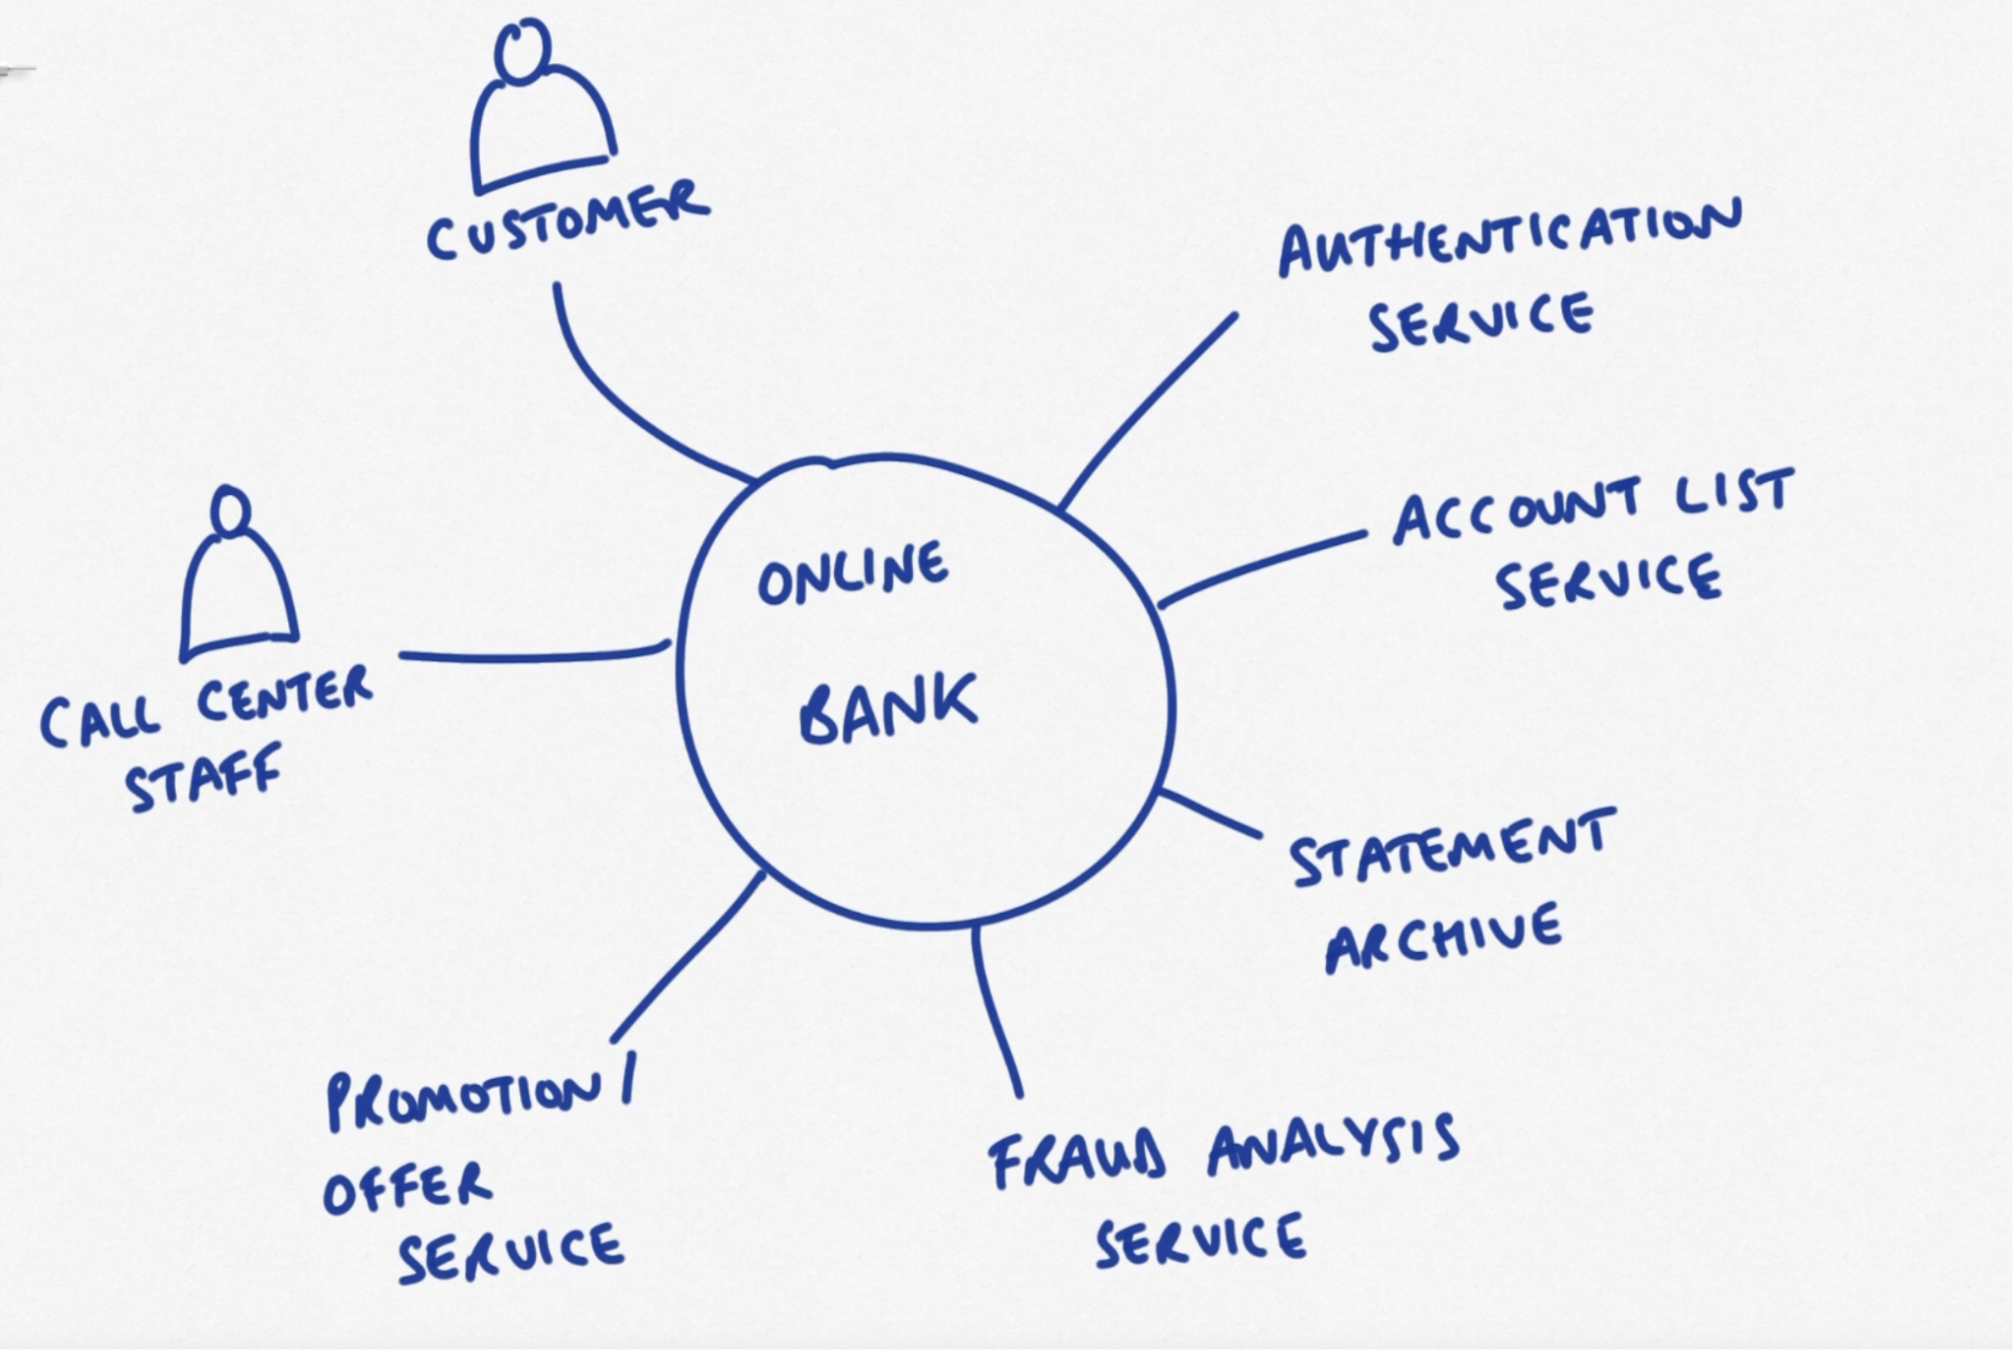 CUSTOMER
AUTHENTICATION
SERVICE
ACCOUNT LIST
SERVICE
ONLINE
BANK
CALL CENTER
STAFF
STATEMENT
ARCHIVE
PROMOTION /
OFFER
SERVICE
FRAUD ANALYSIS
SERVICE